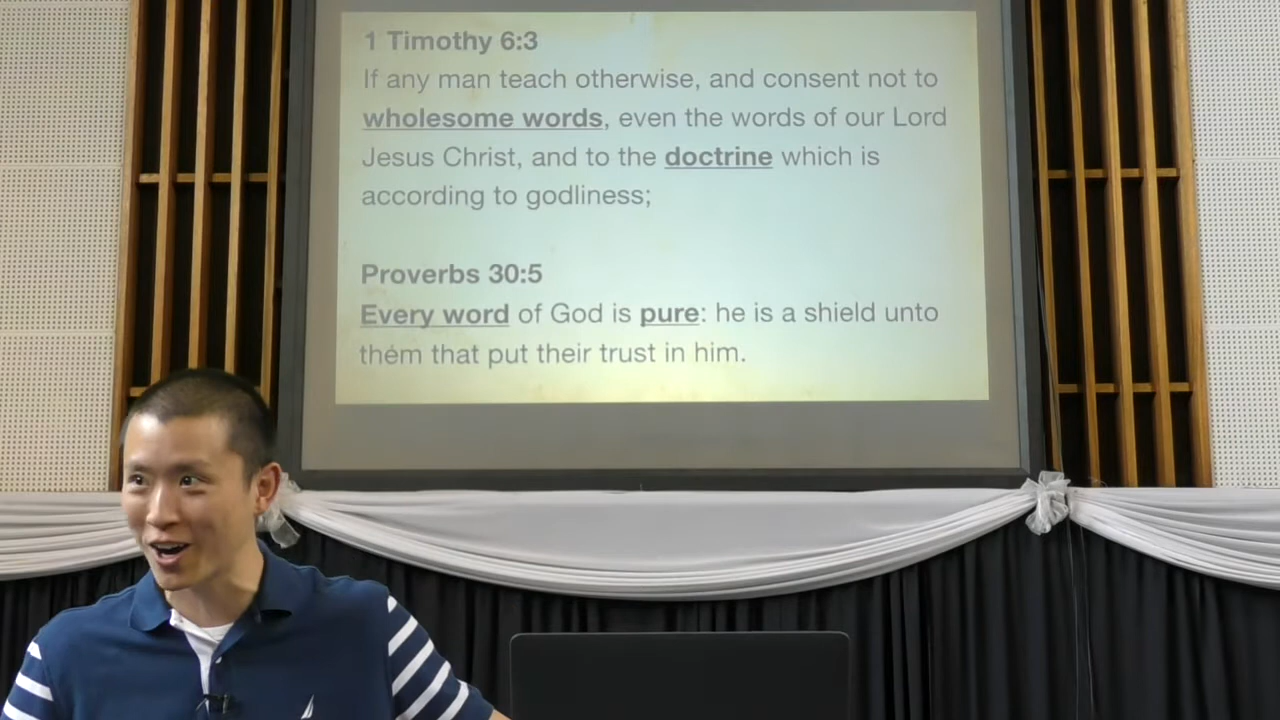 1 Timothy 6:3
If any man teach otherwise, and consent not to
wholesome words, even the words of our Lord
Jesus Christ, and to the doctrine which is
according to godliness;
Proverbs 30:5
Every word of God is pure: he is a shield unto
them that put their trust in him.